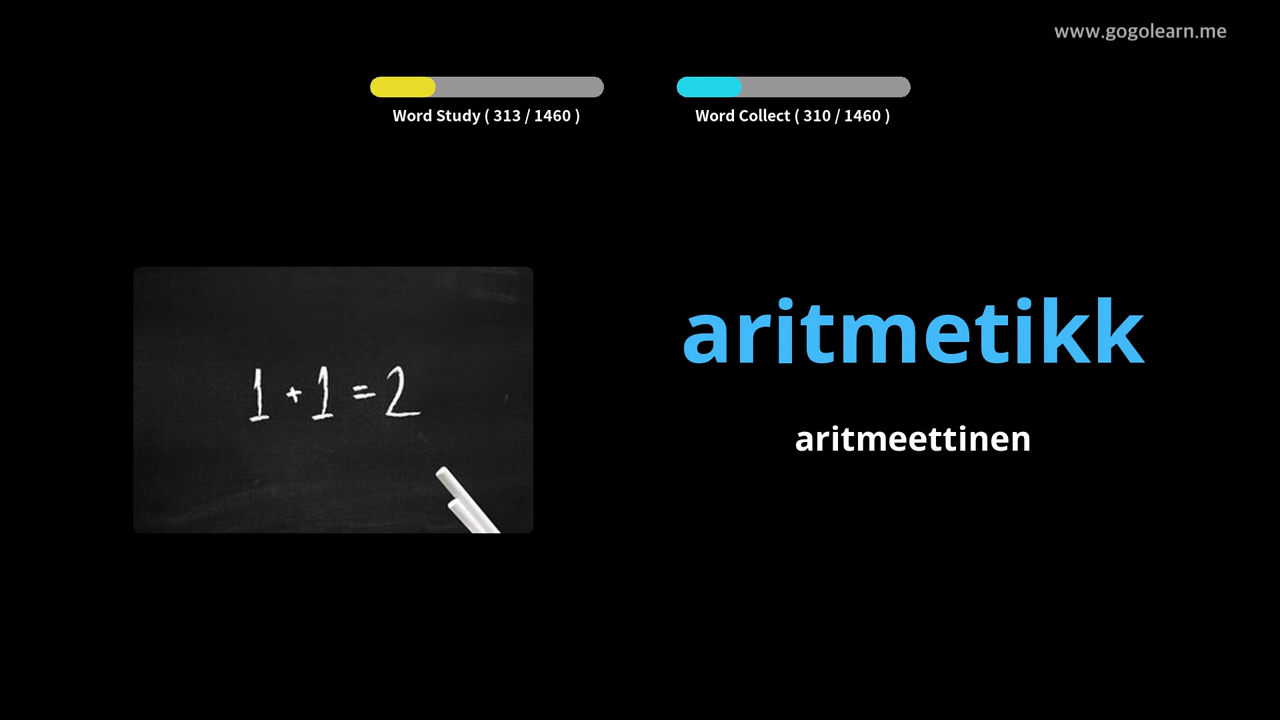 www.gogolearn.me
Word Study ( 313 / 1460 )
Word Collect ( 310 / 1460 )
1 + 1 = 2
aritmetikk
aritmeettinen